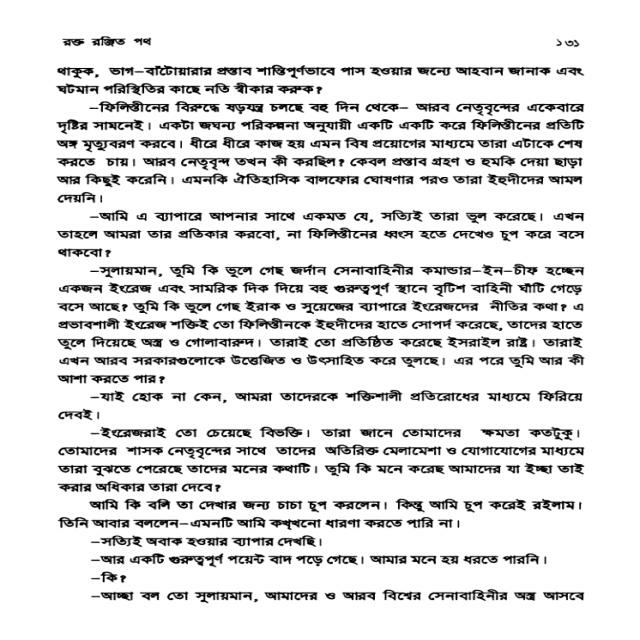 রক্ত রঞ্জিত পথ ১৩১
থাকুক, ভাগ–বাঁটোয়ারার প্রস্তাব শান্তিপূর্ণভাবে পাস হওয়ার জন্যে আহবান জানাক এবং
ঘটমান পরিস্থিতির কাছে নতি স্বীকার করুক?
–ফিলিস্তীনের বিরুদ্ধে ষড়যন্ত্র চলছে বহু দিন থেকে– আরব নেতৃবৃন্দের একেবারে
দৃষ্টির সামনেই। একটা জঘন্য পরিকল্পনা অনুযায়ী একটি একটি করে ফিলিস্তীনের প্রতিটি
অঙ্গ মৃত্যুবরণ করবে। ধীরে ধীরে কাজ হয় এমন বিষ প্রয়োগের মাধ্যমে তারা এটাকে শেষ
করতে চায়। আরব নেতৃবৃন্দ তখন কী করছিল? কেবল প্রস্তাব গ্রহণ ও হুমকি দেয়া ছাড়া
আর কিছুই করেনি। এমনকি ঐতিহাসিক বালফোর ঘোষণার পরও তারা ইহুদীদের আমল
দেয়নি।
–আমি এ ব্যাপারে আপনার সাথে একমত যে, সত্যিই তারা ভুল করেছে। এখন
তাহলে আমরা তার প্রতিকার করবো, না ফিলিস্তীনের ধ্বংস হতে দেখেও চুপ করে বসে
থাকবো?
–সুলায়মান, তুমি কি ভুলে গেছ জর্দান সেনাবাহিনীর কমান্ডার–ইন–চীফ হচ্ছেন
একজন ইংরেজ এবং সামরিক দিক দিয়ে বহু গুরুত্বপূর্ণ স্থানে বৃটিশ বাহিনী ঘাঁটি গেড়ে
বসে আছে? তুমি কি ভুলে গেছ ইরাক ও সুয়েজের ব্যাপারে ইংরেজদের নীতির কথা? এ
প্রভাবশালী ইংরেজ শক্তিই তো ফিলিস্তীনকে ইহুদীদের হাতে সোপর্দ করেছে, তাদের হাতে
তুলে দিয়েছে অস্ত্র ও গোলাবারুদ। তারাই তো প্রতিষ্ঠিত করেছে ইসরাইল রাষ্ট্র। তারাই
এখন আরব সরকারগুলোকে উত্তেজিত ও উৎসাহিত করে তুলছে। এর পরে তুমি আর কী
আশা করতে পার?
–যাই হোক না কেন, আমরা তাদেরকে শক্তিশালী প্রতিরোধের মাধ্যমে ফিরিয়ে
দেবই।
–ইংরেজরাই তো চেয়েছে বিভক্তি। তারা জানে তোমাদের ক্ষমতা কতটুকু।
তোমাদের শাসক নেতৃবৃন্দের সাথে তাদের অতিরিক্ত মেলামেশা ও যোগাযোগের মাধ্যমে
তারা বুঝতে পেরেছে তাদের মনের কথাটি। তুমি কি মনে করেছ আমাদের যা ইচ্ছা তাই
করার অধিকার তারা দেবে?
আমি কি বলি তা দেখার জন্য চাচা চুপ করলেন। কিন্তু আমি চুপ করেই রইলাম।
তিনি আবার বললেন–এমনটি আমি কখ্খনো ধারণা করতে পারি না।
–সত্যিই অবাক হওয়ার ব্যাপার দেখছি।
–আর একটি গুরুত্বপূর্ণ পয়েন্ট বাদ পড়ে গেছে। আমার মনে হয় ধরতে পারনি।
–কি?
–আচ্ছা বল তো সুলায়মান, আমাদের ও আরব বিশ্বের সেনাবাহিনীর অস্ত্র আসবে